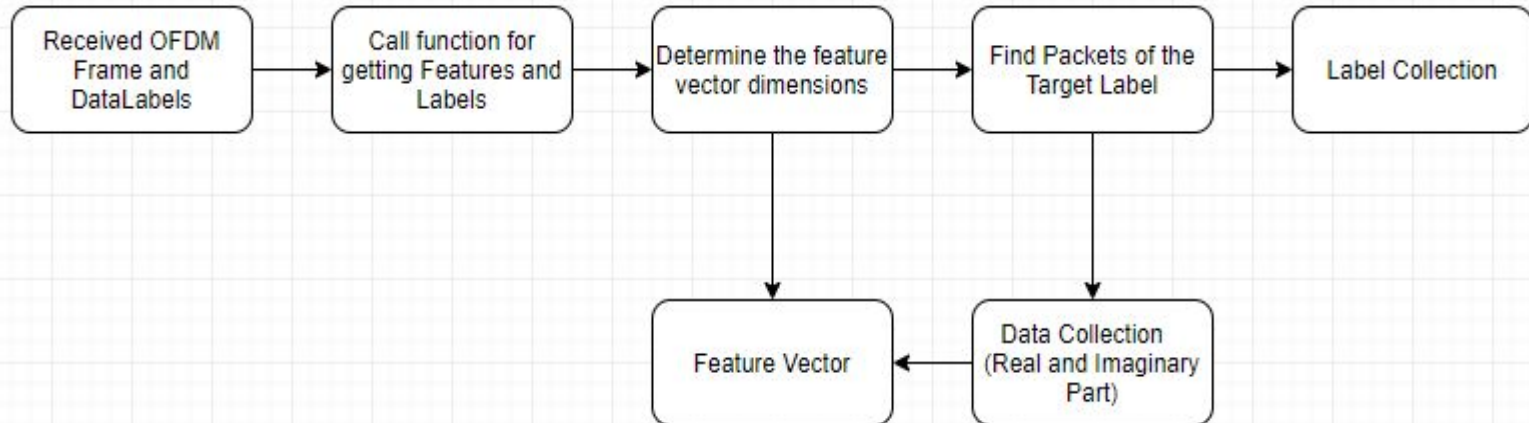 Received OFDM
Frame and
DataLabels
Call function for
getting Features and
Labels
Determine the feature
vector dimensions
Find Packets of the
Target Label
Label Collection
Feature Vector
Data Collection
(Real and Imaginary
Part)